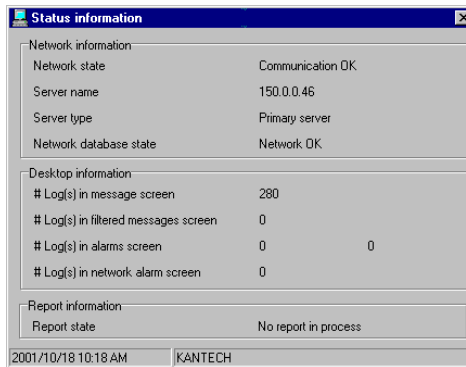 Status information
Network information
Network state Communication OK
Server name 150.0.0.46
Server type Primary server
Network database state Network OK
Desktop information
# Log(s) in message screen 280
# Log(s) in filtered messages screen 0
# Log(s) in alarms screen 0 0
# Log(s) in network alarm screen 0
Report information
Report state No report in process
2001/10/18 10:18 AM KANTECH